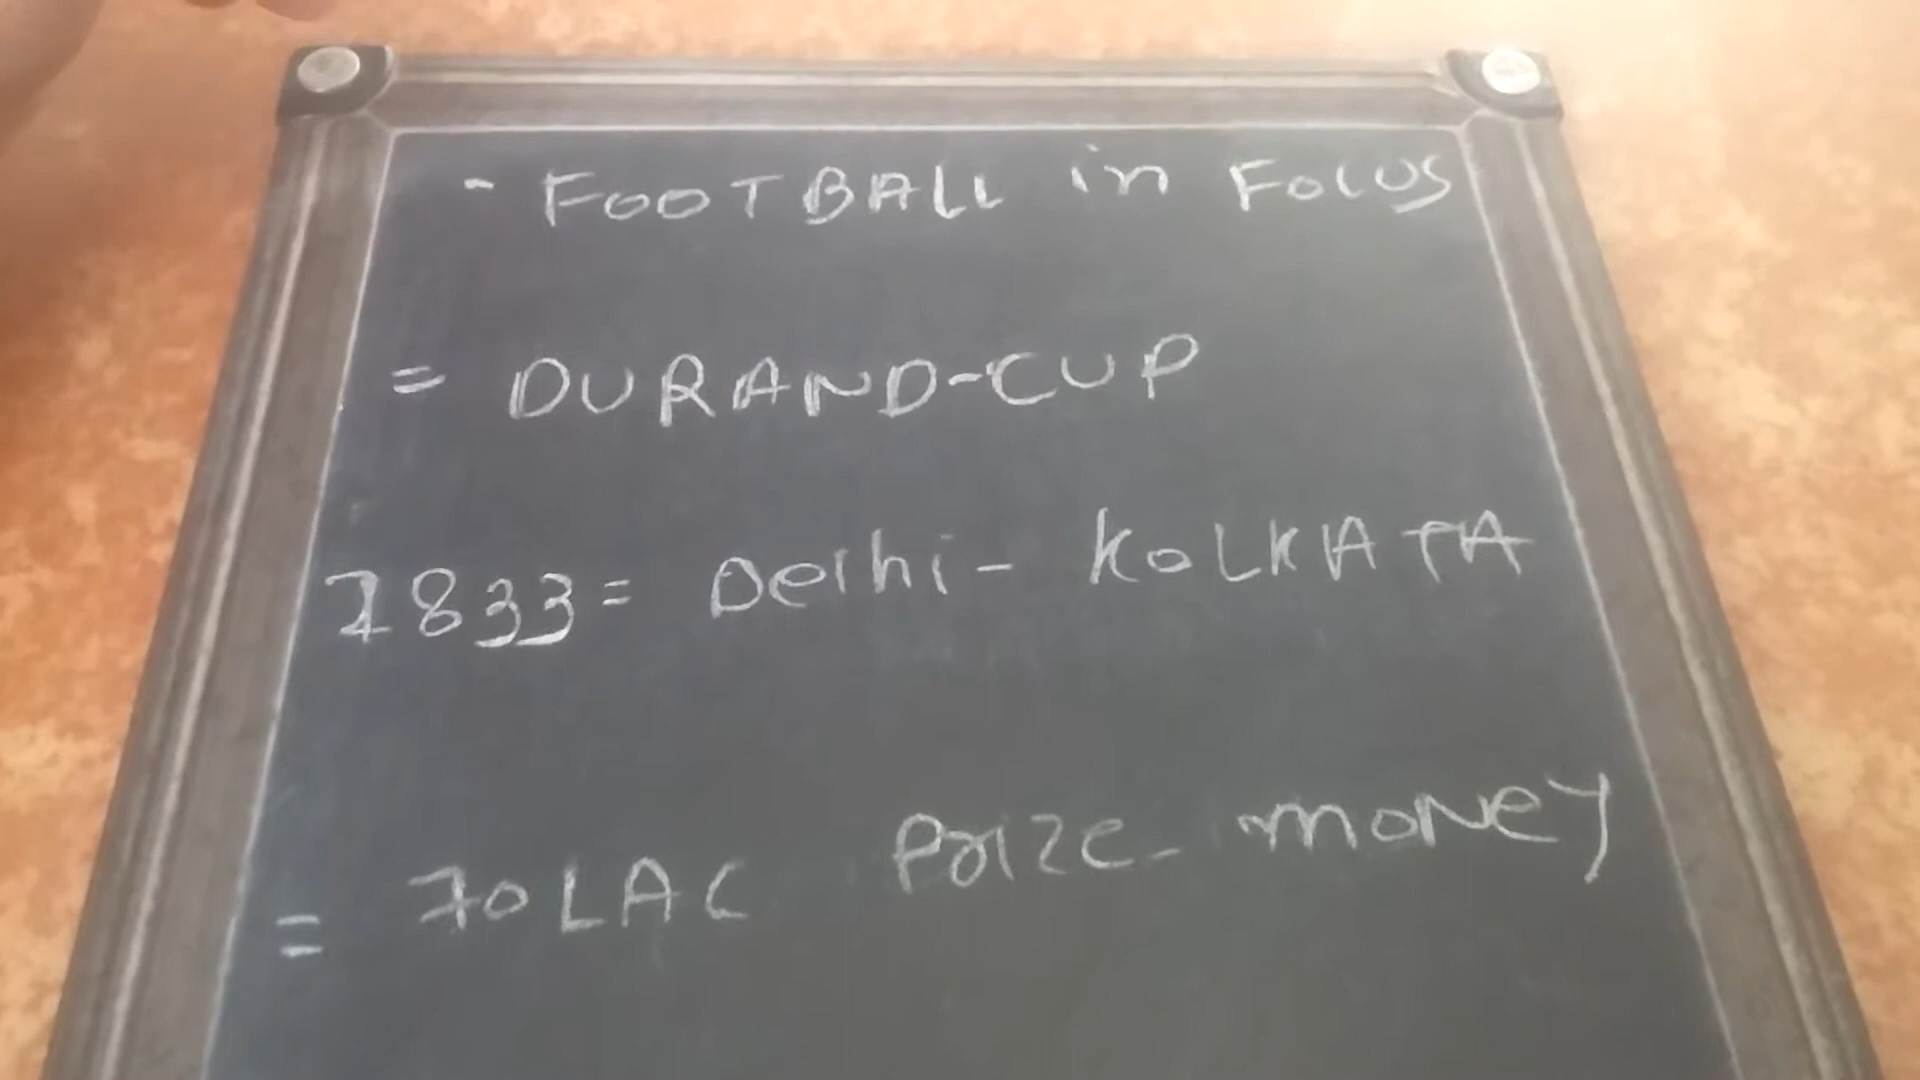 - FOOTBALL in FOCUS
= DURAND-CUP
1833= Delhi- KOLKATA
= 70 LAC Prize- money